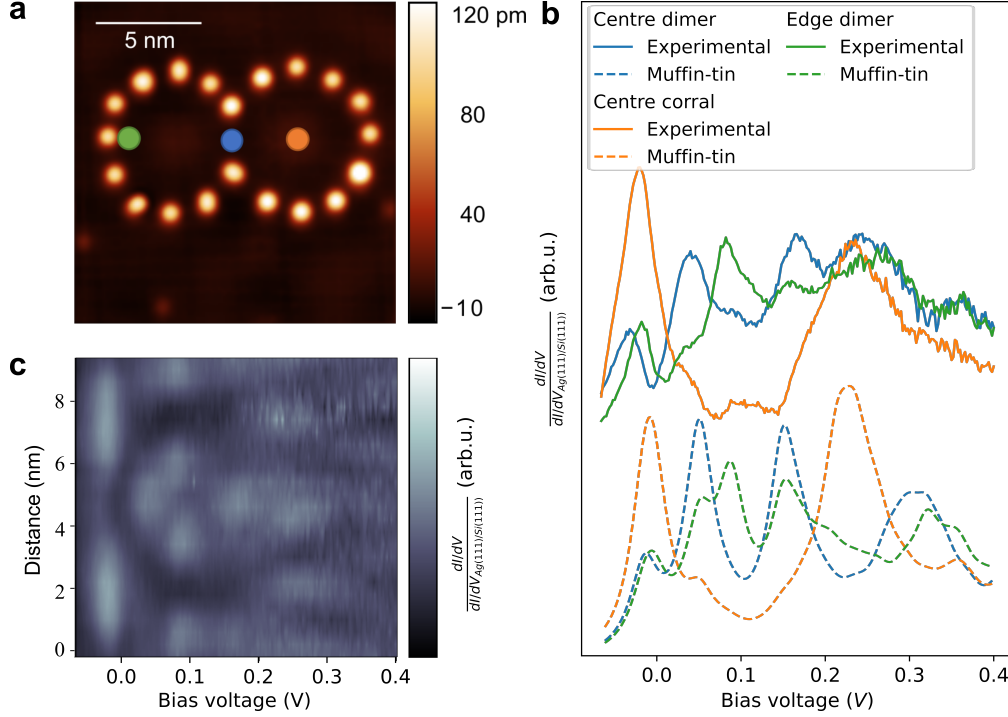 a
5 nm
120 pm
80
40
−10
b
Centre dimer
Experimental
Muffin-tin
Centre corral
Experimental
Muffin-tin
Edge dimer
Experimental
Muffin-tin
dI/dV
dI/dV_Ag(111)/Si(111)) (arb.u.)
0.0 0.1 0.2 0.3 0.4
Bias voltage (V)
c
8
6
4
2
0
Distance (nm)
0.0 0.1 0.2 0.3 0.4
Bias voltage (V)
dI/dV
dI/dV_Ag(111)/Si(111)) (arb.u.)